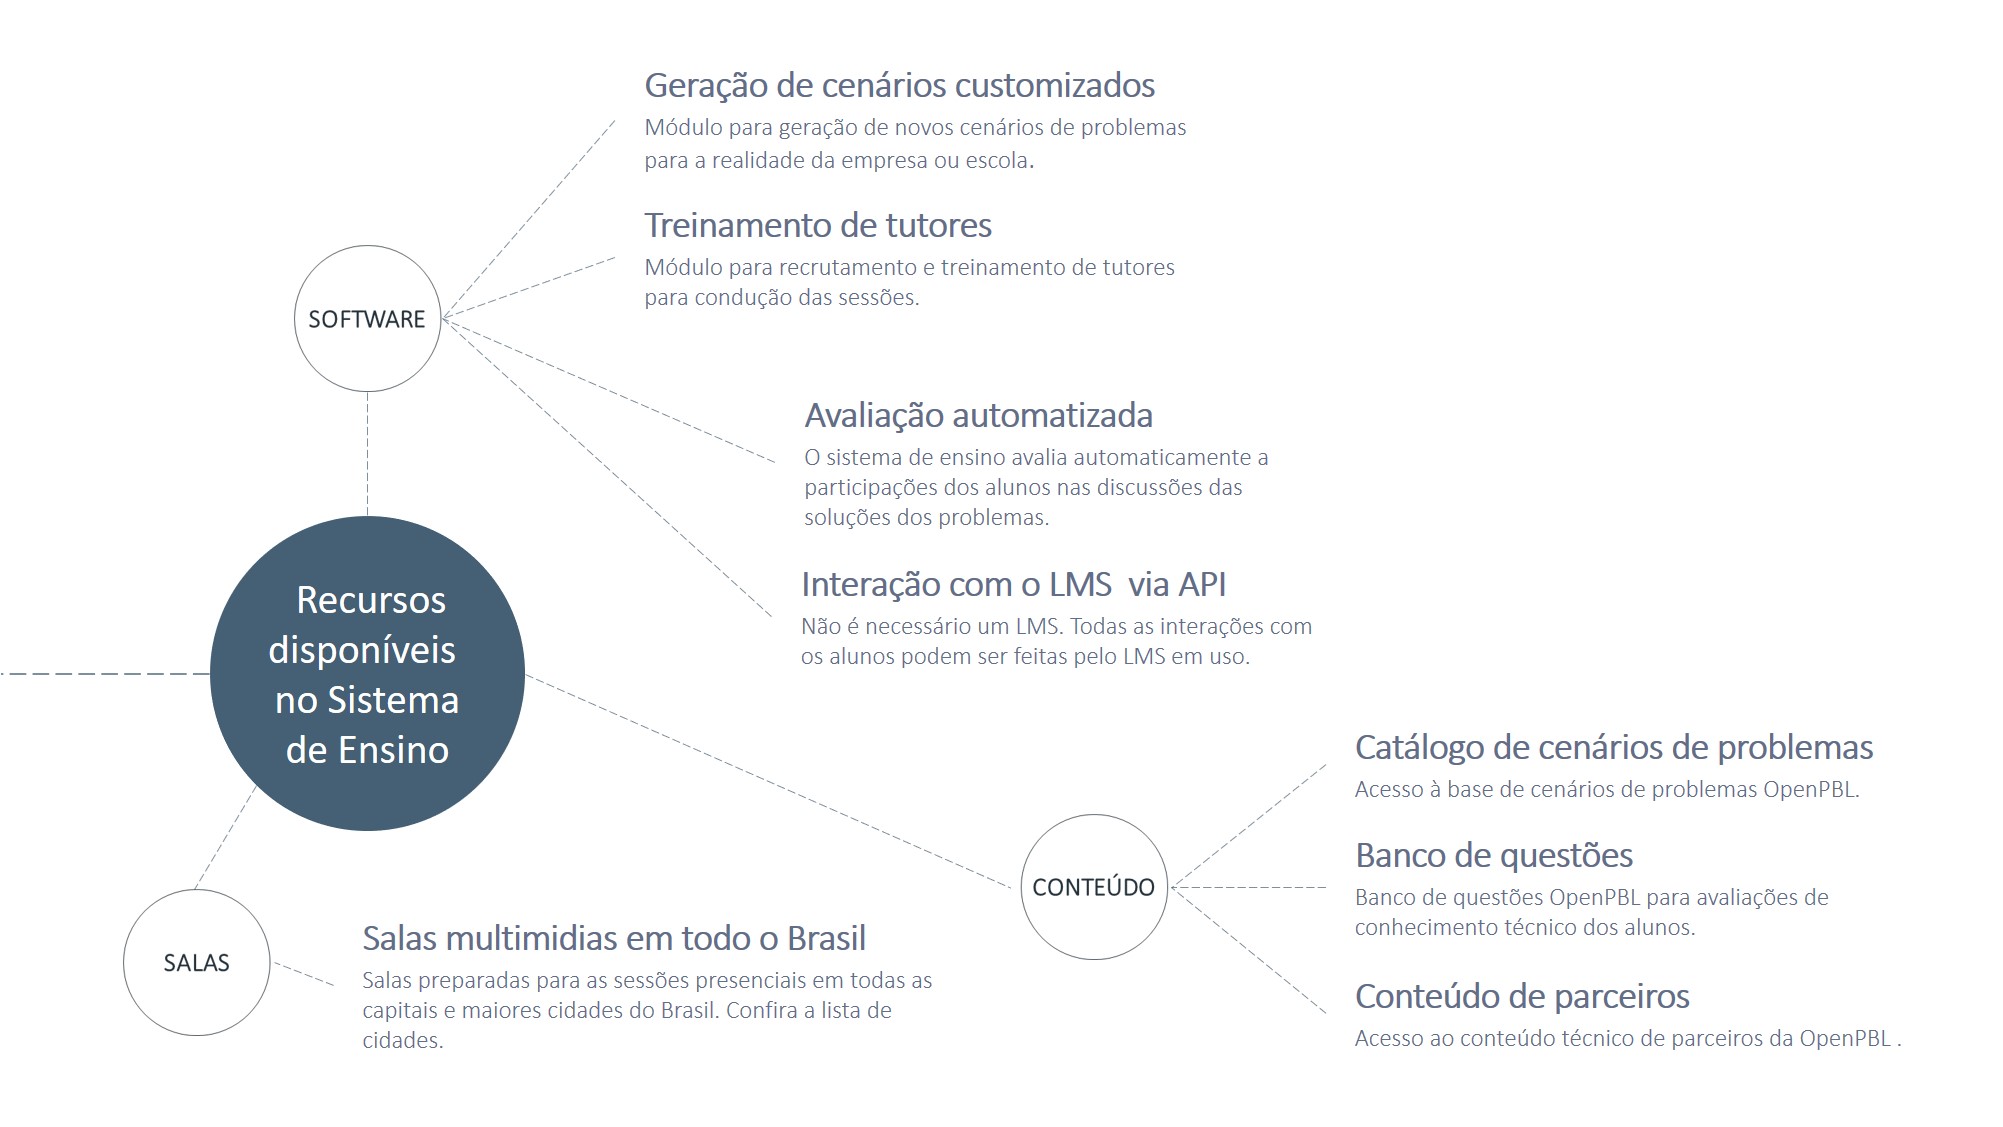 Geração de cenários customizados
Módulo para geração de novos cenários de problemas
para a realidade da empresa ou escola.
Treinamento de tutores
Módulo para recrutamento e treinamento de tutores
para condução das sessões.
SOFTWARE
Avaliação automatizada
O sistema de ensino avalia automaticamente a
participações dos alunos nas discussões das
soluções dos problemas.
Interação com o LMS  via API
Não é necessário um LMS. Todas as interações com
os alunos podem ser feitas pelo LMS em uso.
Recursos
disponíveis
no Sistema
de Ensino
Catálogo de cenários de problemas
Acesso à base de cenários de problemas OpenPBL.
Banco de questões
Banco de questões OpenPBL para avaliações de
conhecimento técnico dos alunos.
CONTEÚDO
Conteúdo de parceiros
Acesso ao conteúdo técnico de parceiros da OpenPBL .
SALAS
Salas multimidias em todo o Brasil
Salas preparadas para as sessões presenciais em todas as
capitais e maiores cidades do Brasil. Confira a lista de
cidades.